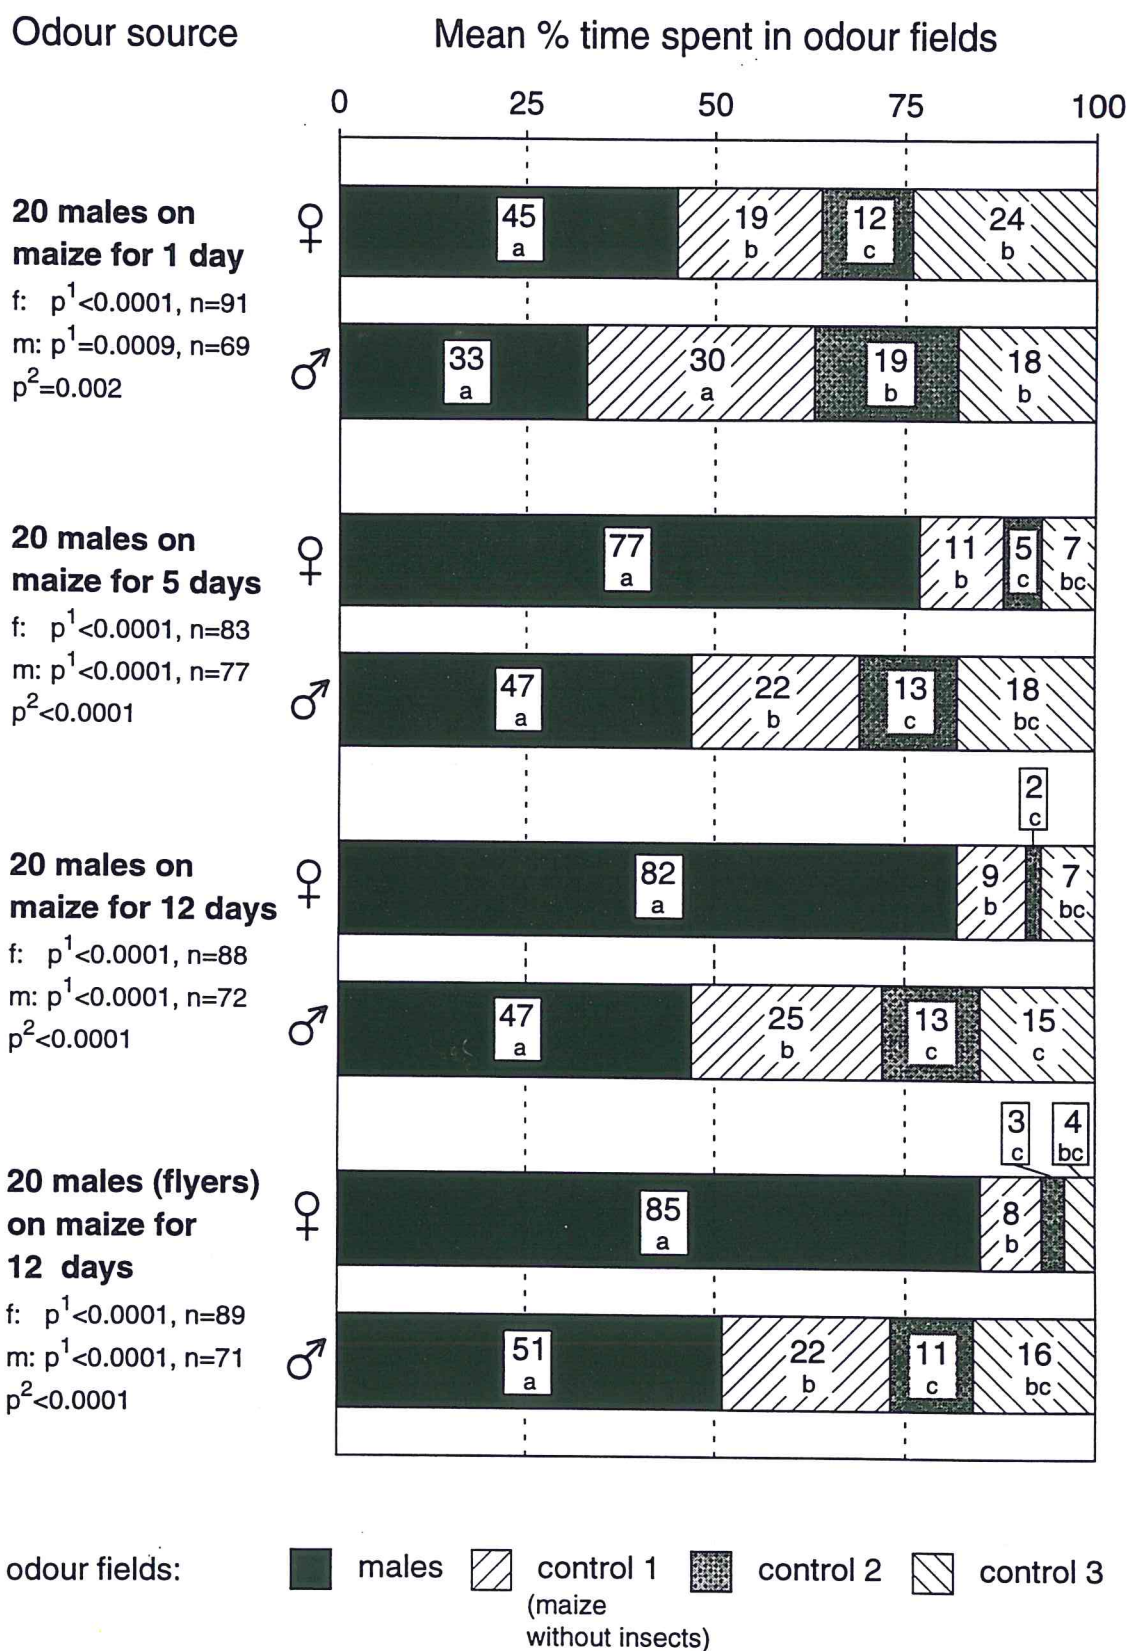 Odour source
Mean % time spent in odour fields
0 25 50 75 100
20 males on
maize for 1 day
f: p1<0.0001, n=91
m: p1=0.0009, n=69
p2=0.002
♀
45 19 12 24
a b c b
♂
33 30 19 18
a a b b
20 males on
maize for 5 days
f: p1<0.0001, n=83
m: p1<0.0001, n=77
p2<0.0001
♀
77 11 5 7
a b c bc
♂
47 22 13 18
a b c bc
20 males on
maize for 12 days
f: p1<0.0001, n=88
m: p1<0.0001, n=72
p2<0.0001
2
c
♀
82 9 7
a b bc
♂
47 25 13 15
a b c c
20 males (flyers)
on maize for
12 days
f: p1<0.0001, n=89
m: p1<0.0001, n=71
p2<0.0001
3 4
c bc
♀
85 8
a b
♂
51 22 11 16
a b c bc
odour fields: males control 1 control 2 control 3
(maize
without insects)